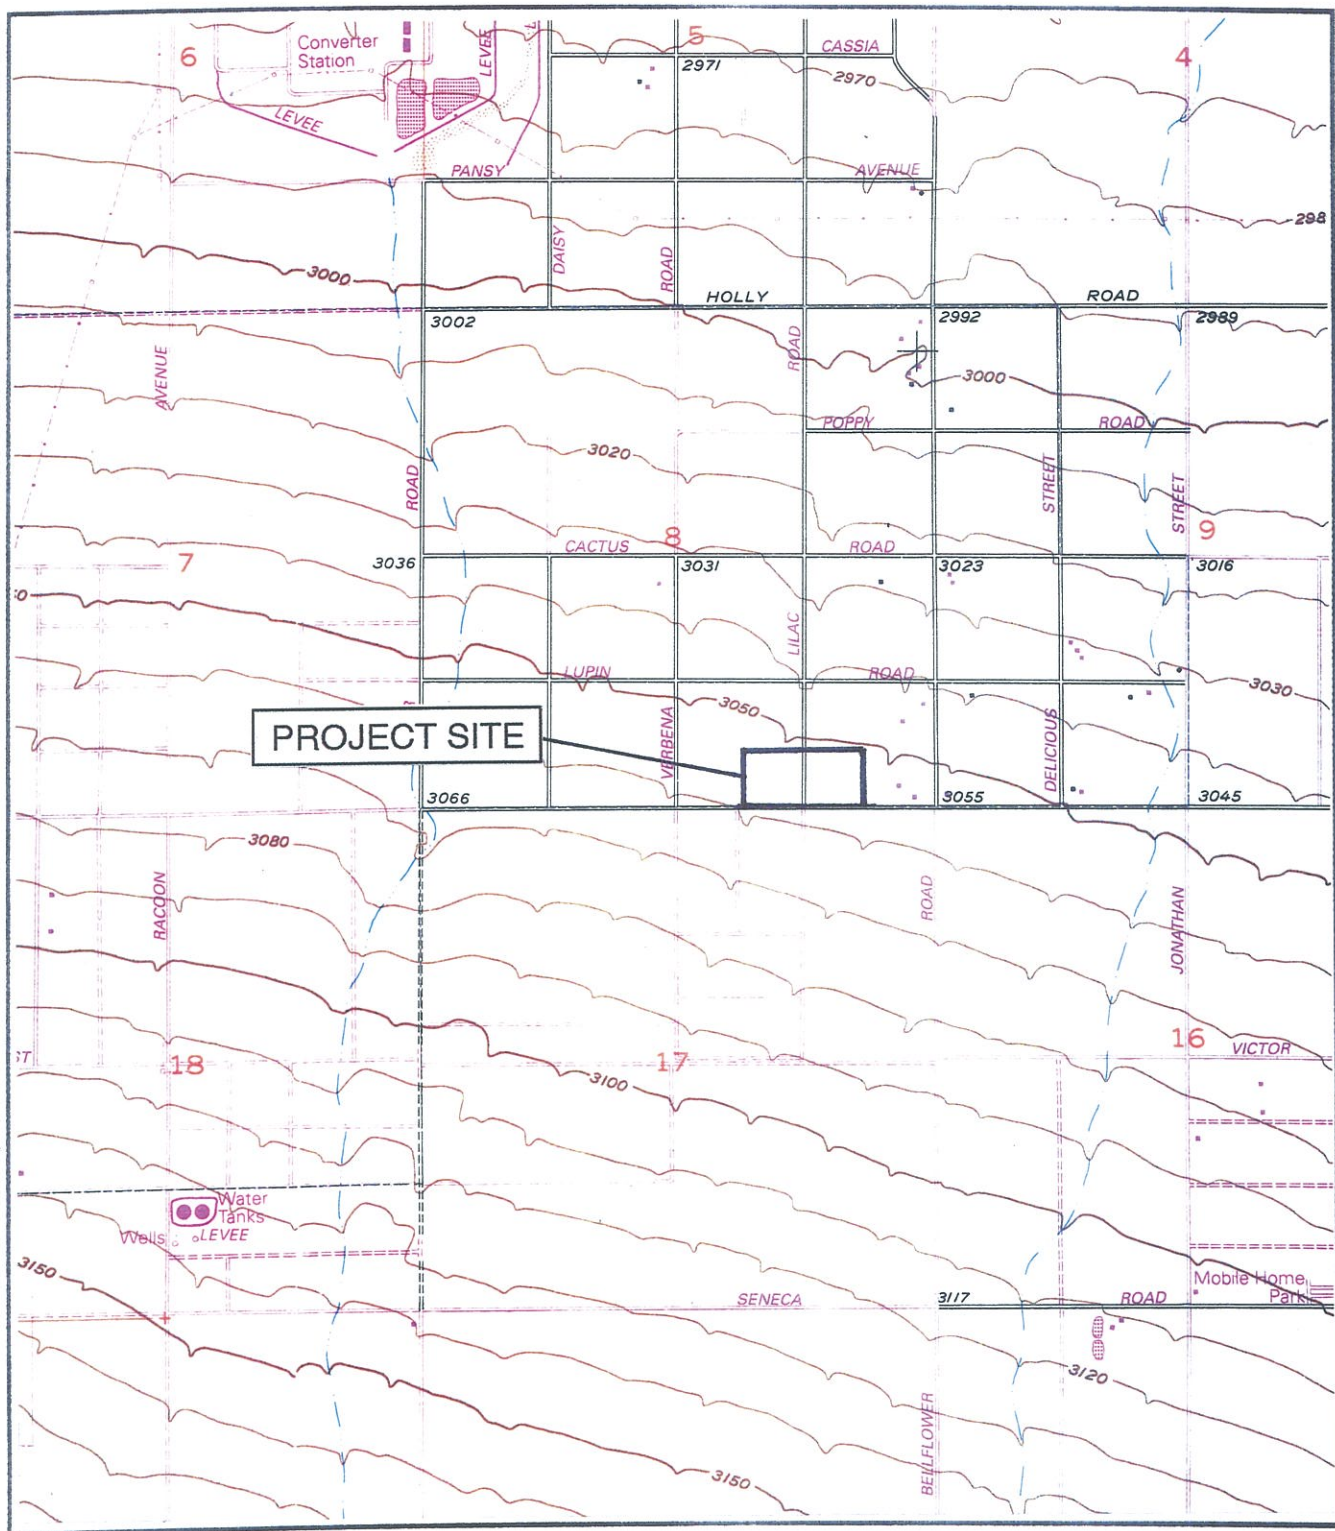 6
Converter
Station
LEVEE
5
CASSIA
4
2971
2970
LEVEE
PANSY
AVENUE
298
DAISY
ROAD
3000
HOLLY
ROAD
3002
2992
2989
AVENUE
ROAD
3000
POPPY
ROAD
3020
ROAD
STREET
STREET
CACTUS
8
ROAD
9
7
3036
3031
3023
3016
LILAC
LUPIN
ROAD
3030
3050
PROJECT SITE
VERBENA
DELICIOUS
3066
3055
3045
3080
RACOON
ROAD
JONATHAN
18
17
16
VICTOR
3100
Water
Tanks
Wells
LEVEE
3150
Mobile Home
Park
SENECA
3117
ROAD
3120
BELLFLOWER
3150